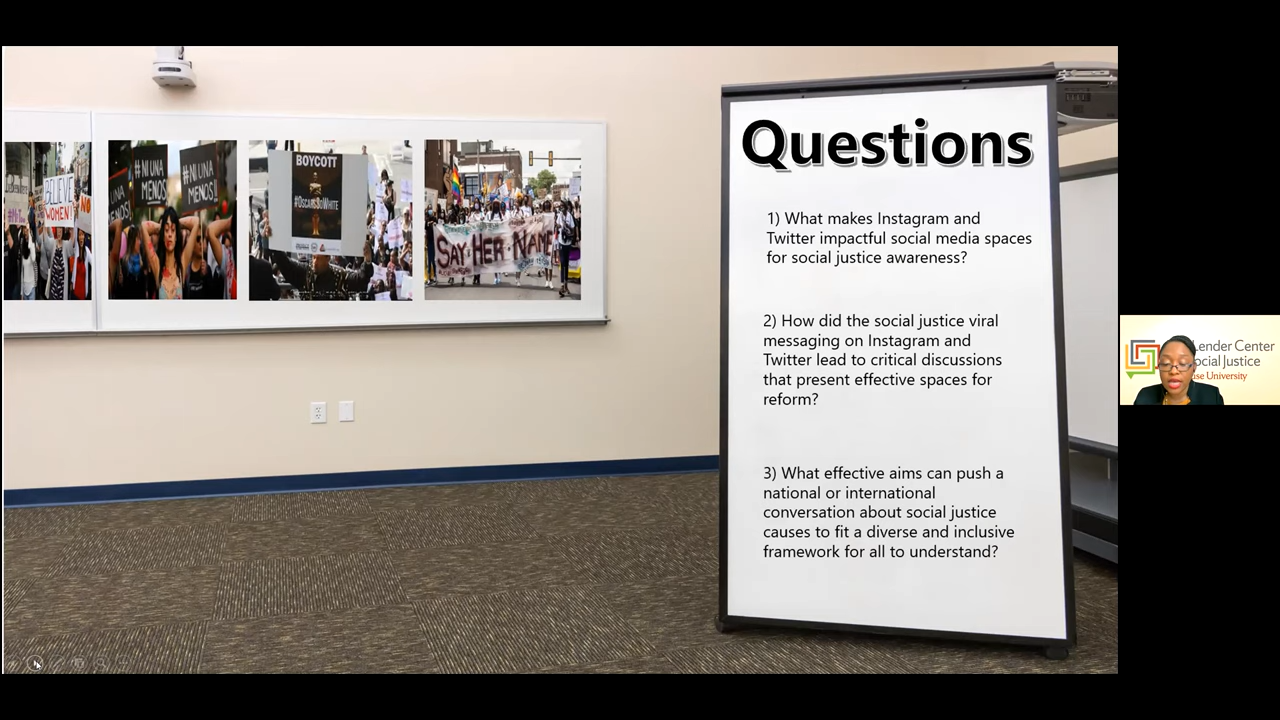 BELIEVE
WOMEN!
NO
#NI UNA
MENOS
#NI UNA
MENOS!
UNA
MENOS!
BOYCOTT
#OSCARSSOWHITE
SAY HER NAME
Questions
1) What makes Instagram and
Twitter impactful social media spaces
for social justice awareness?
2) How did the social justice viral
messaging on Instagram and
Twitter lead to critical discussions
that present effective spaces for
reform?
3) What effective aims can push a
national or international
conversation about social justice
causes to fit a diverse and inclusive
framework for all to understand?
Lender Center
Social Justice
use University